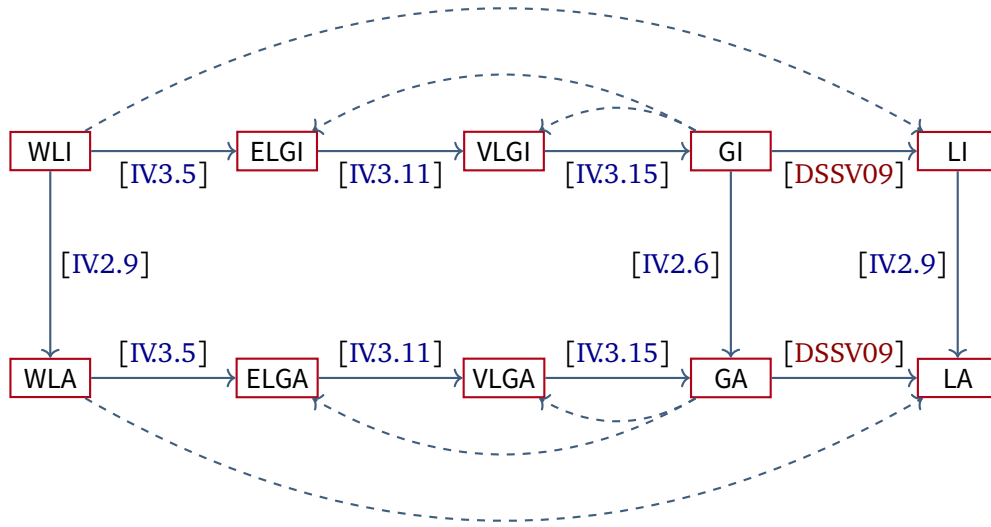 WLI ELGI VLGI GI LI
[IV.3.5] [IV.3.11] [IV.3.15] [DSSV09]
[IV.2.9] [IV.2.6] [IV.2.9]
[IV.3.5] [IV.3.11] [IV.3.15] [DSSV09]
WLA ELGA VLGA GA LA